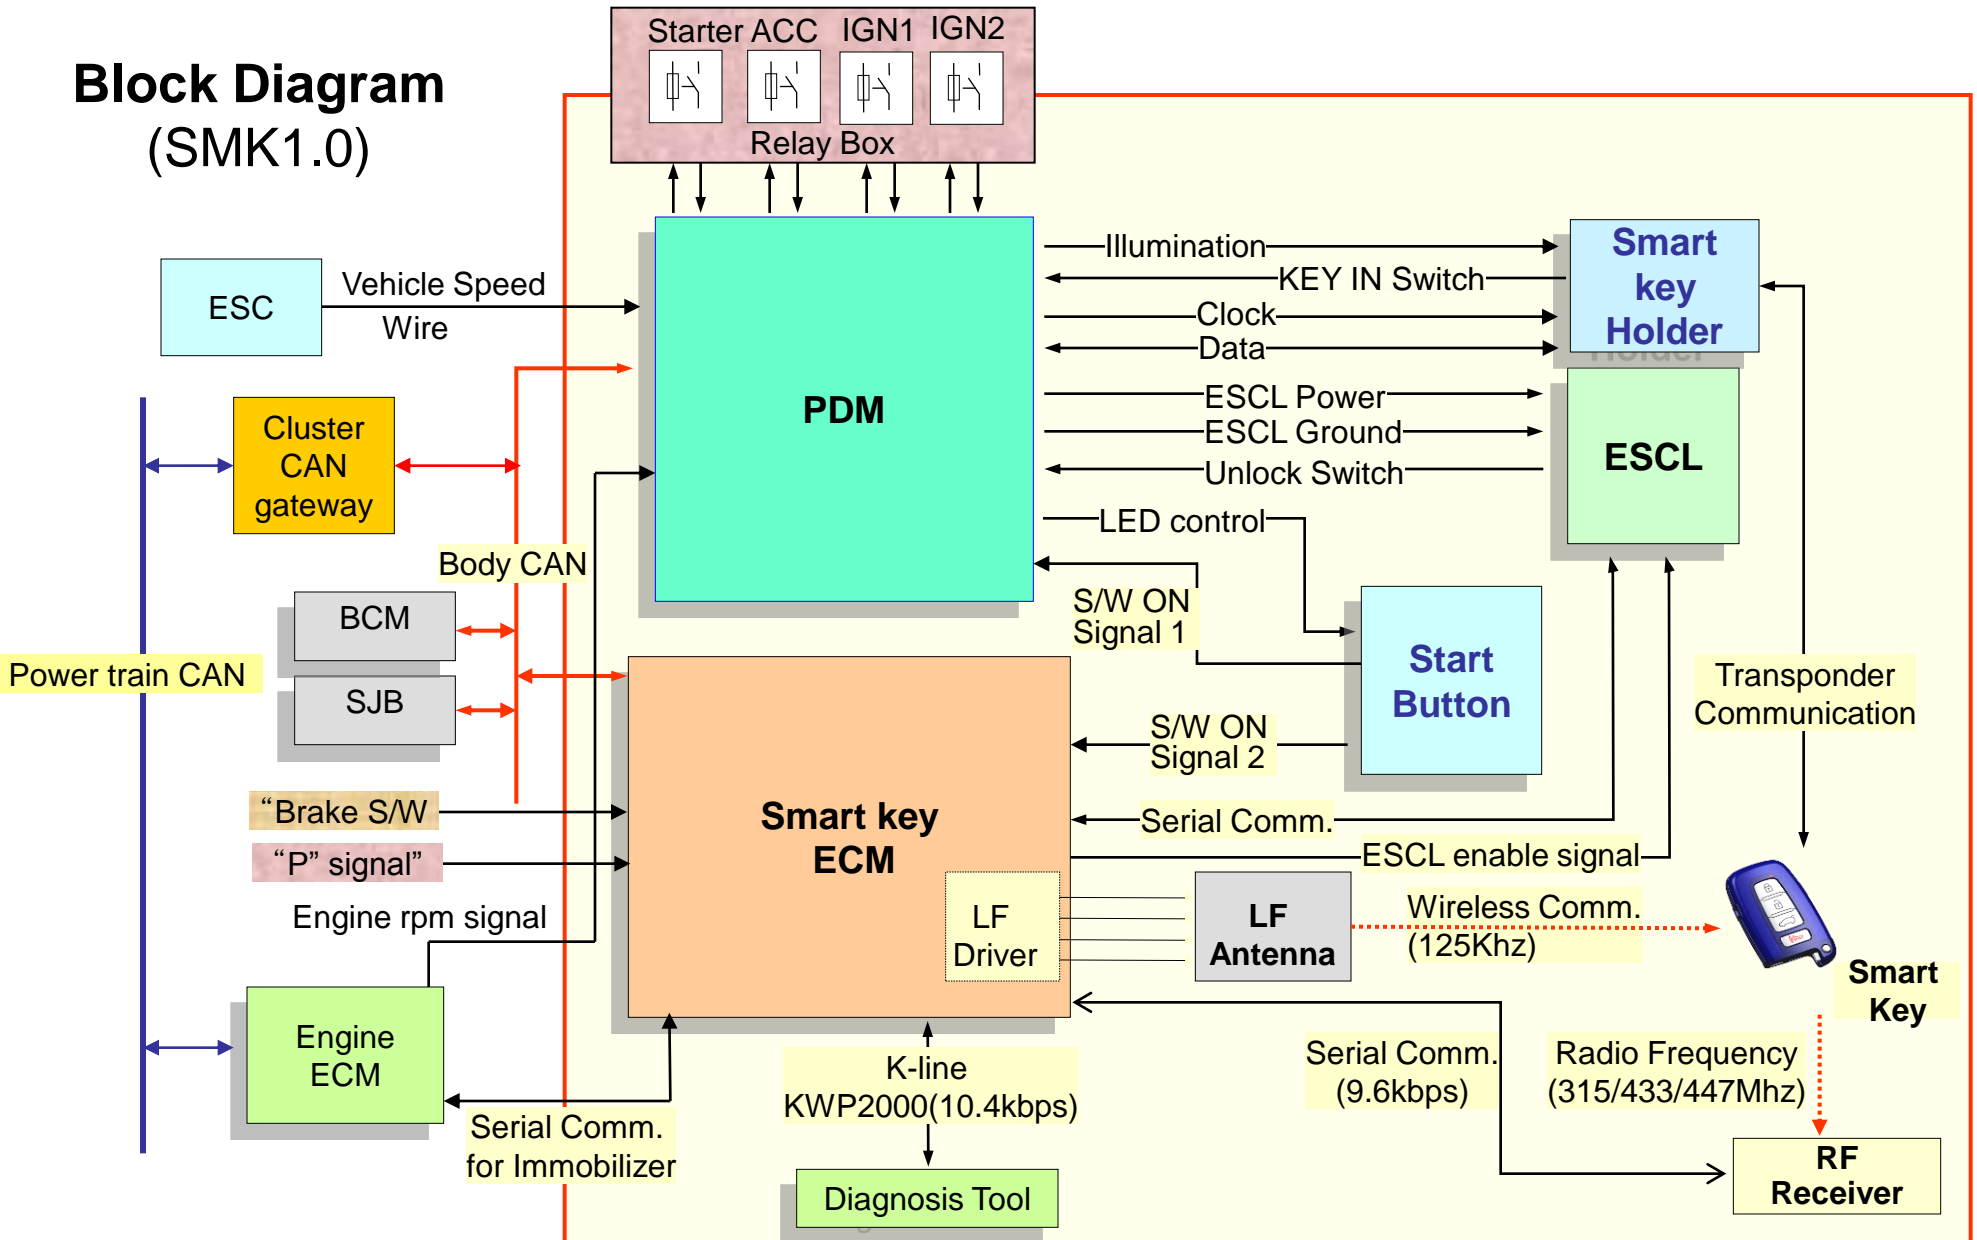 Block Diagram
(SMK1.0)
Starter ACC IGN1 IGN2
Relay Box
ESC
Vehicle Speed
Wire
PDM
Illumination
KEY IN Switch
Clock
Data
Smart
key
Holder
ESCL Power
ESCL Ground
Unlock Switch
ESCL
LED control
S/W ON
Signal 1
Start
Button
S/W ON
Signal 2
Cluster
CAN
gateway
Body CAN
BCM
SJB
Power train CAN
“Brake S/W
“P” signal”
Engine rpm signal
Smart key
ECM
LF
Driver
LF
Antenna
Serial Comm.
ESCL enable signal
Transponder
Communication
Wireless Comm.
(125Khz)
Smart
Key
Engine
ECM
Serial Comm.
for Immobilizer
K-line
KWP2000(10.4kbps)
Diagnosis Tool
Serial Comm.
(9.6kbps)
Radio Frequency
(315/433/447Mhz)
RF
Receiver